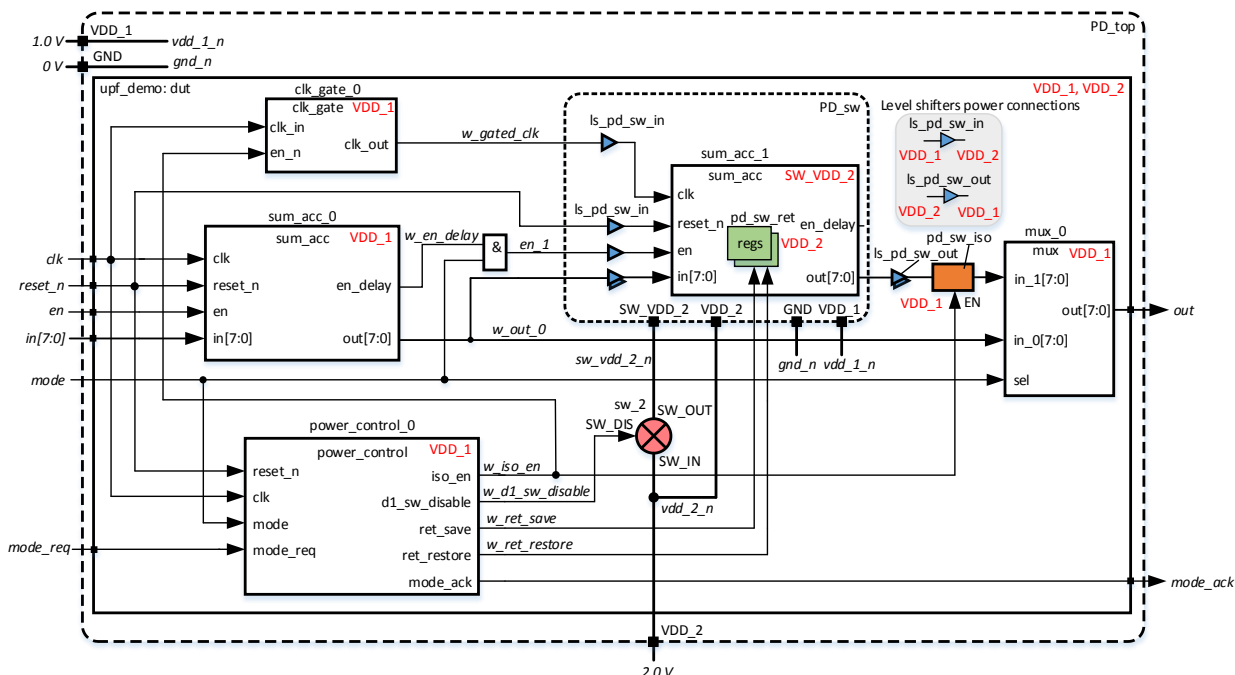 PD_top
1.0 V
VDD_1
vdd_1_n
0 V
GND
gnd_n
upf_demo: dut
VDD_1, VDD_2
clk_gate_0
clk_gate VDD_1
clk_in
en_n
clk_out
w_gated_clk
PD_sw
ls_pd_sw_in
Level shifters power connections
ls_pd_sw_in
VDD_1 VDD_2
ls_pd_sw_out
VDD_2 VDD_1
sum_acc_1
sum_acc SW_VDD_2
clk
reset_n
en
in[7:0]
pd_sw_ret
regs
VDD_2
en_delay
out[7:0]
ls_pd_sw_in
sum_acc_0
sum_acc VDD_1
clk
reset_n
en
in[7:0]
en_delay
out[7:0]
w_en_delay
&
en_1
w_out_0
ls_pd_sw_out
pd_sw_iso
VDD_1 EN
mux_0
mux VDD_1
in_1[7:0]
out[7:0]
in_0[7:0]
sel
out
clk
reset_n
en
in[7:0]
mode
SW_VDD_2 VDD_2 GND VDD_1
sw_vdd_2_n
gnd_n vdd_1_n
sw_2
SW_OUT
SW_DIS
SW_IN
vdd_2_n
power_control_0
power_control VDD_1
reset_n
clk
mode
mode_req
iso_en
d1_sw_disable
ret_save
ret_restore
mode_ack
w_iso_en
w_d1_sw_disable
w_ret_save
w_ret_restore
mode_req
mode_ack
VDD_2
2.0 V